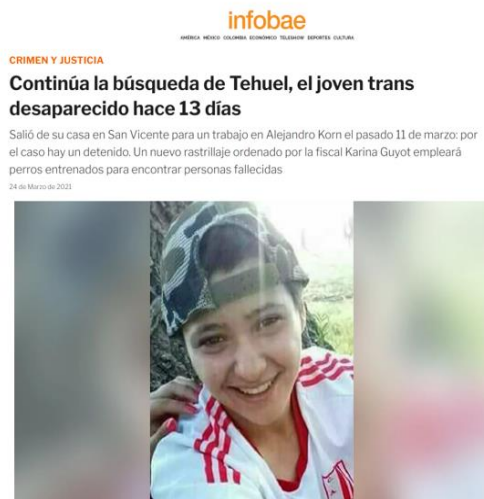 infobae
AMÉRICA MÉXICO COLOMBIA ECONÓMICO TELESHOW DEPORTES CULTURA
CRIMEN Y JUSTICIA
Continúa la búsqueda de Tehuel, el joven trans
desaparecido hace 13 días
Salió de su casa en San Vicente para un trabajo en Alejandro Korn el pasado 11 de marzo: por
el caso hay un detenido. Un nuevo rastrillaje ordenado por la fiscal Karina Guyot empleará
perros entrenados para encontrar personas fallecidas
24 de Marzo de 2021